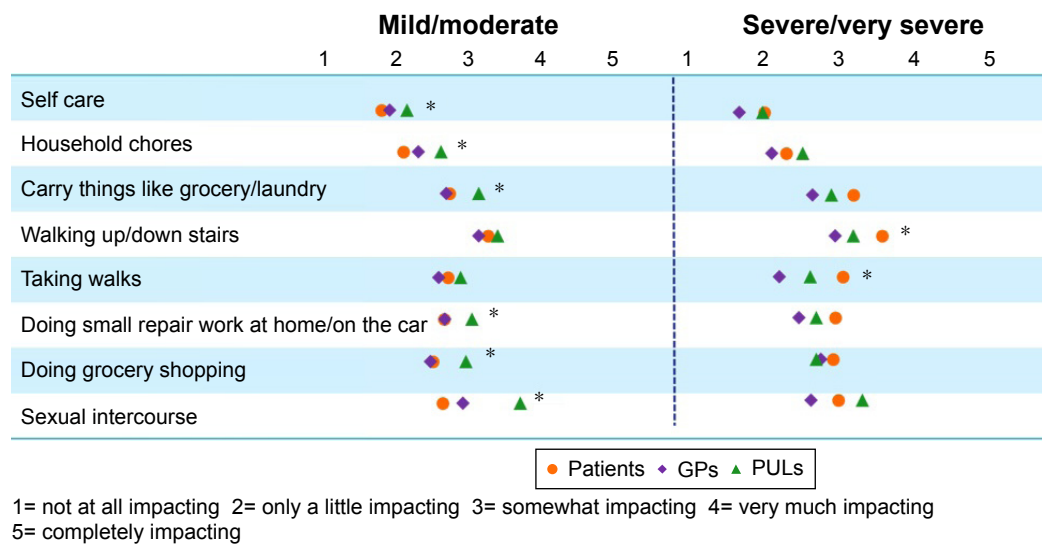 Mild/moderate Severe/very severe
1 2 3 4 5 1 2 3 4 5
Self care *
Household chores *
Carry things like grocery/laundry *
Walking up/down stairs *
Taking walks *
Doing small repair work at home/on the car *
Doing grocery shopping *
Sexual intercourse *
Patients GPs PULs
1= not at all impacting 2= only a little impacting 3= somewhat impacting 4= very much impacting
5= completely impacting